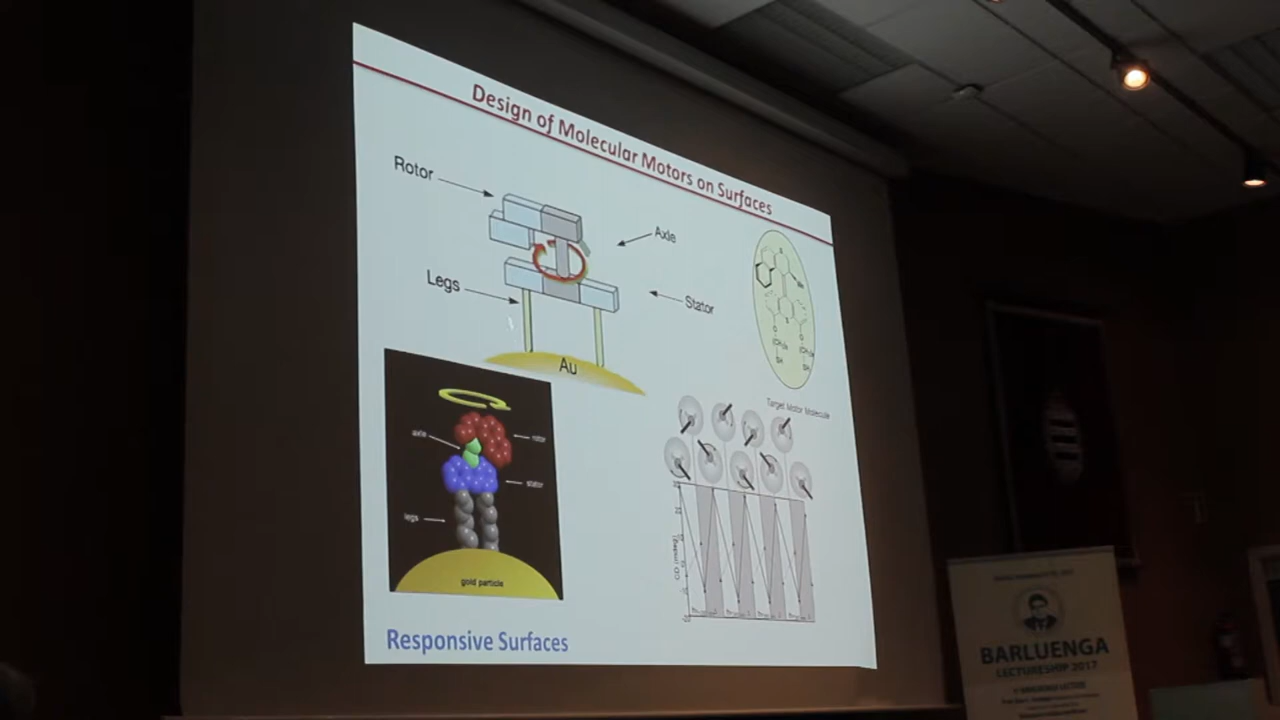 Design of Molecular Motors on Surfaces
Rotor
Axle
Legs
Stator
Au
Target Motor Molecule
axle
rotor
stator
legs
gold particle
Responsive Surfaces
BARLUENGA
LECTURESHIP 2017